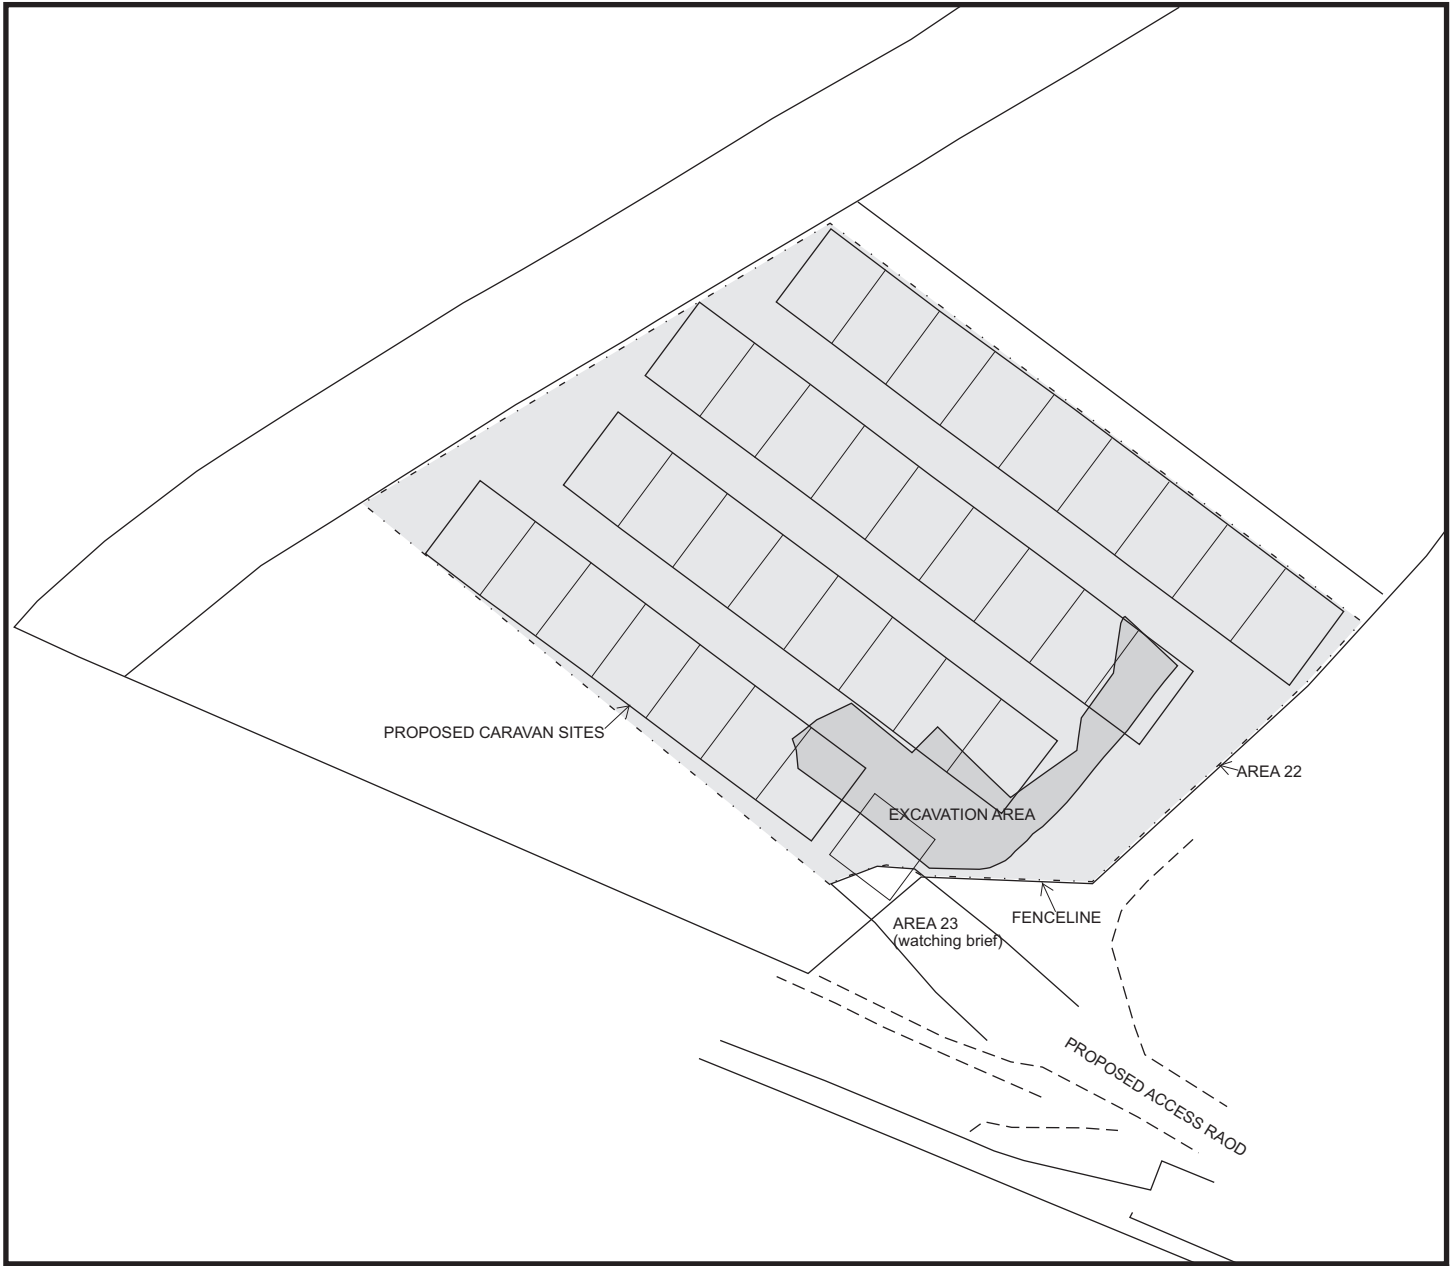 PROPOSED CARAVAN SITES
AREA 22
EXCAVATION AREA
FENCELINE
AREA 23
(watching brief)
PROPOSED ACCESS RAOD